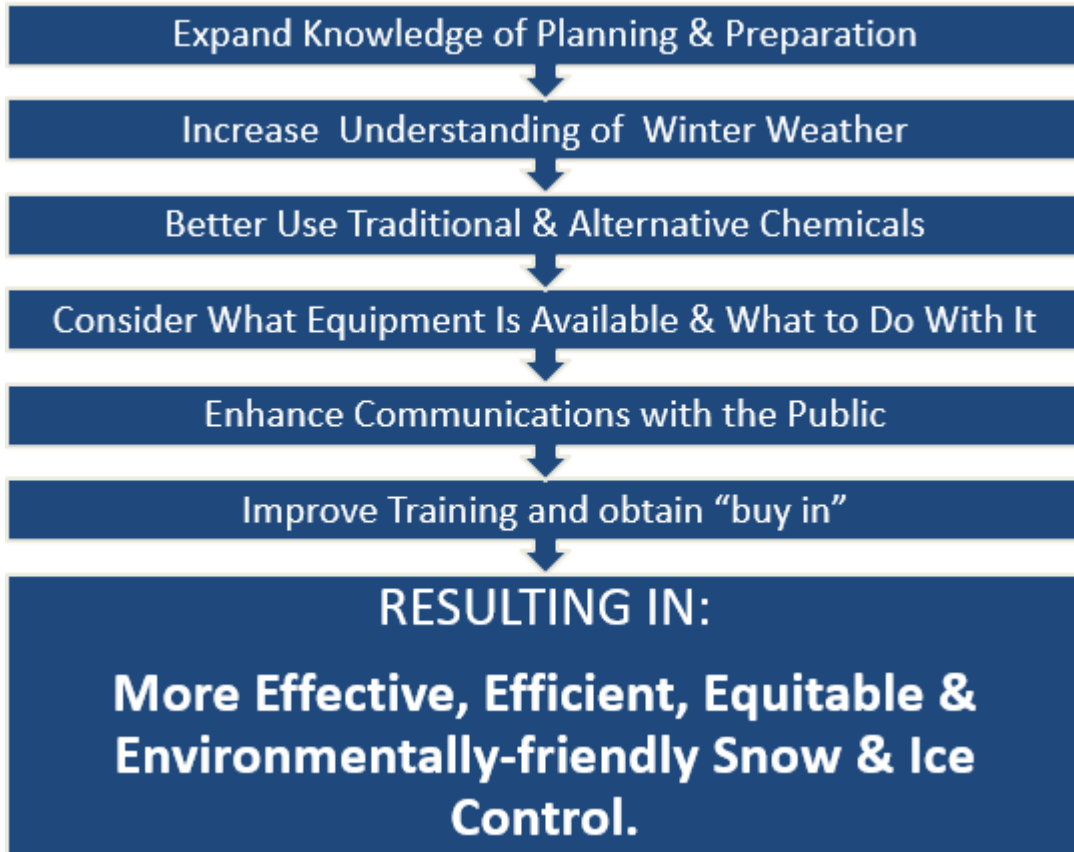 Expand Knowledge of Planning & Preparation
Increase Understanding of Winter Weather
Better Use Traditional & Alternative Chemicals
Consider What Equipment Is Available & What to Do With It
Enhance Communications with the Public
Improve Training and obtain “buy in”
RESULTING IN:
More Effective, Efficient, Equitable &
Environmentally-friendly Snow & Ice
Control.